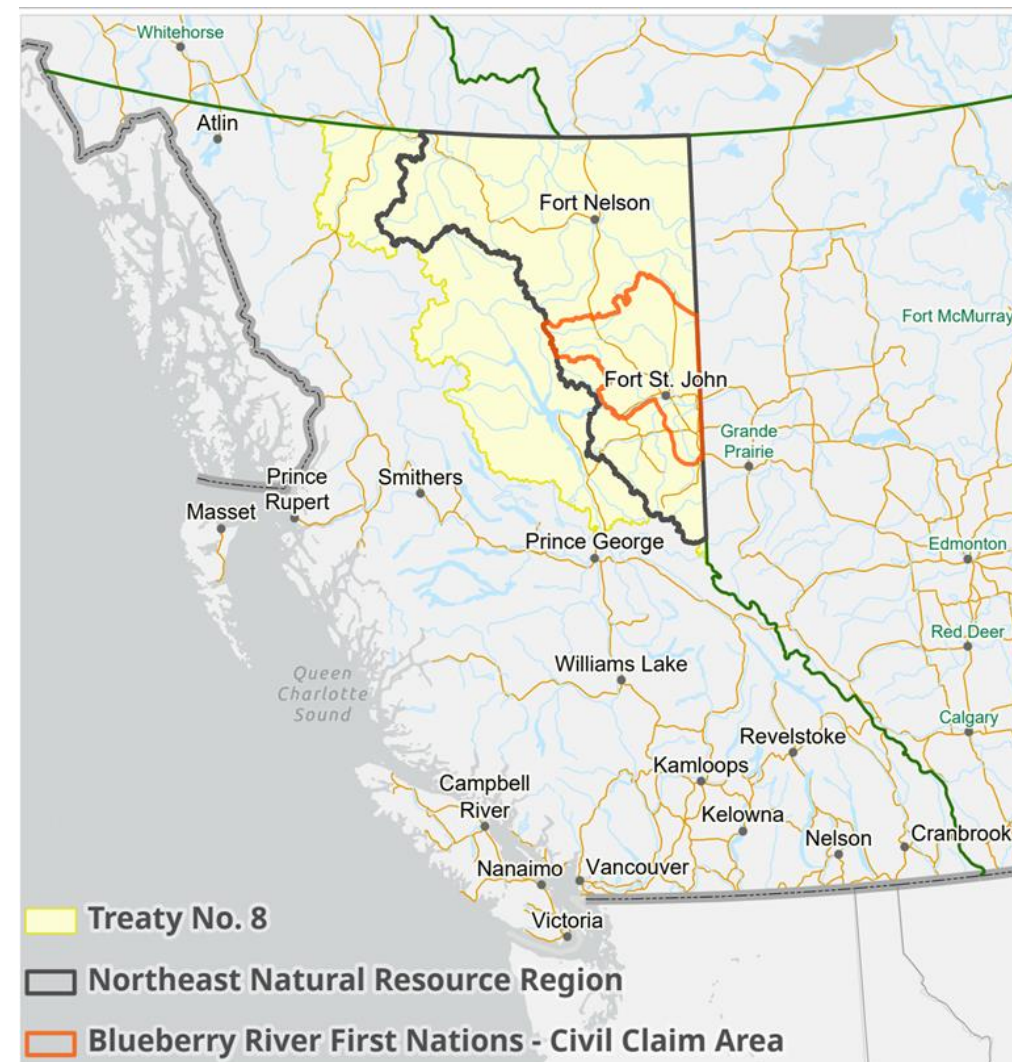 Whitehorse
Atlin
Fort Nelson
Fort McMurray
Fort St. John
Grande
Prairie
Prince
Rupert
Smithers
Masset
Prince George
Edmonton
Red Deer
Williams Lake
Queen
Charlotte
Sound
Calgary
Revelstoke
Kamloops
Campbell
River
Kelowna
Nelson
Cranbrook
Nanaimo
Vancouver
Victoria
Treaty No. 8
Northeast Natural Resource Region
Blueberry River First Nations - Civil Claim Area